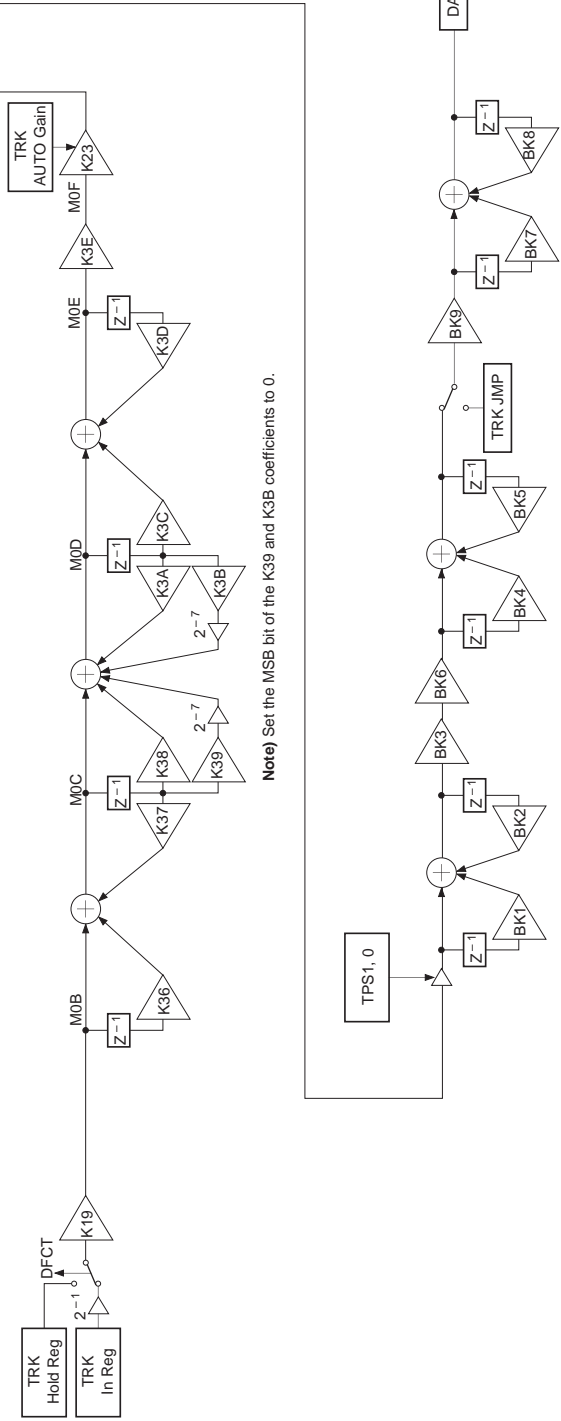 TRK
Hold Reg
TRK
In Reg
2⁻¹
DFCT
K19
M0B
Z⁻¹
K36
M0C
Z⁻¹
K37
K38
K39
2⁻⁷
2⁻⁷
M0D
Z⁻¹
K3A
K3B
K3C
M0E
Z⁻¹
K3D
K3E
M0F
K23
TRK
AUTO Gain
Note) Set the MSB bit of the K39 and K3B coefficients to 0.
TPS1, 0
Z⁻¹
BK1
Z⁻¹
BK2
BK3
BK6
Z⁻¹
BK4
Z⁻¹
BK5
TRK JMP
BK9
Z⁻¹
BK7
Z⁻¹
BK8